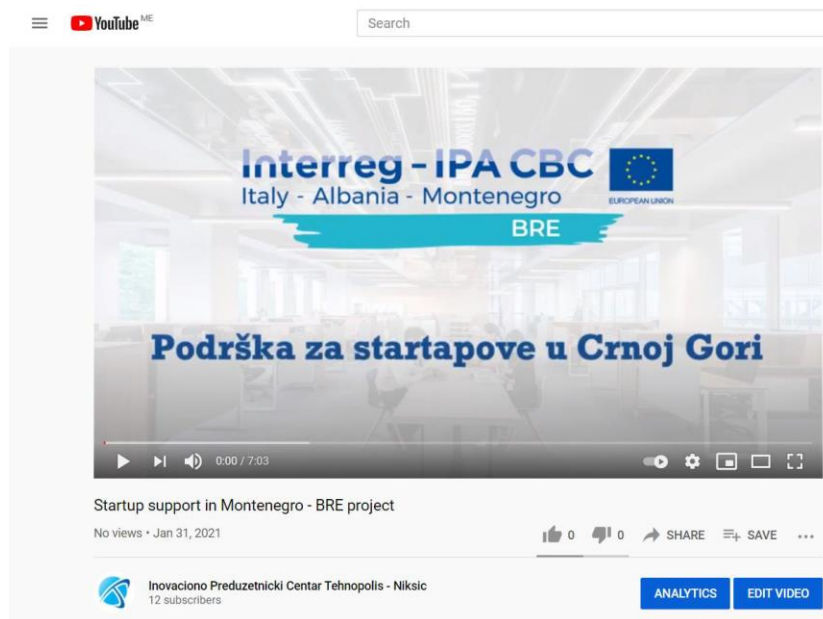 YouTube ME
Search
Interreg - IPA CBC
Italy - Albania - Montenegro
EUROPEAN UNION
BRE
Podrška za startapove u Crnoj Gori
0:00 / 7:03
Startup support in Montenegro - BRE project
No views • Jan 31, 2021
0 0 SHARE SAVE
Inovaciono Preduzetnicki Centar Tehnopolis - Niksic
12 subscribers
ANALYTICS EDIT VIDEO